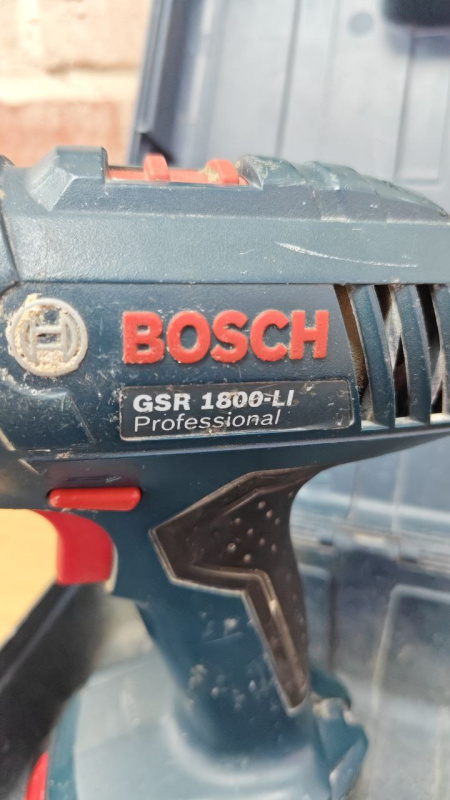 BOSCH
GSR 1800-LI
Professional